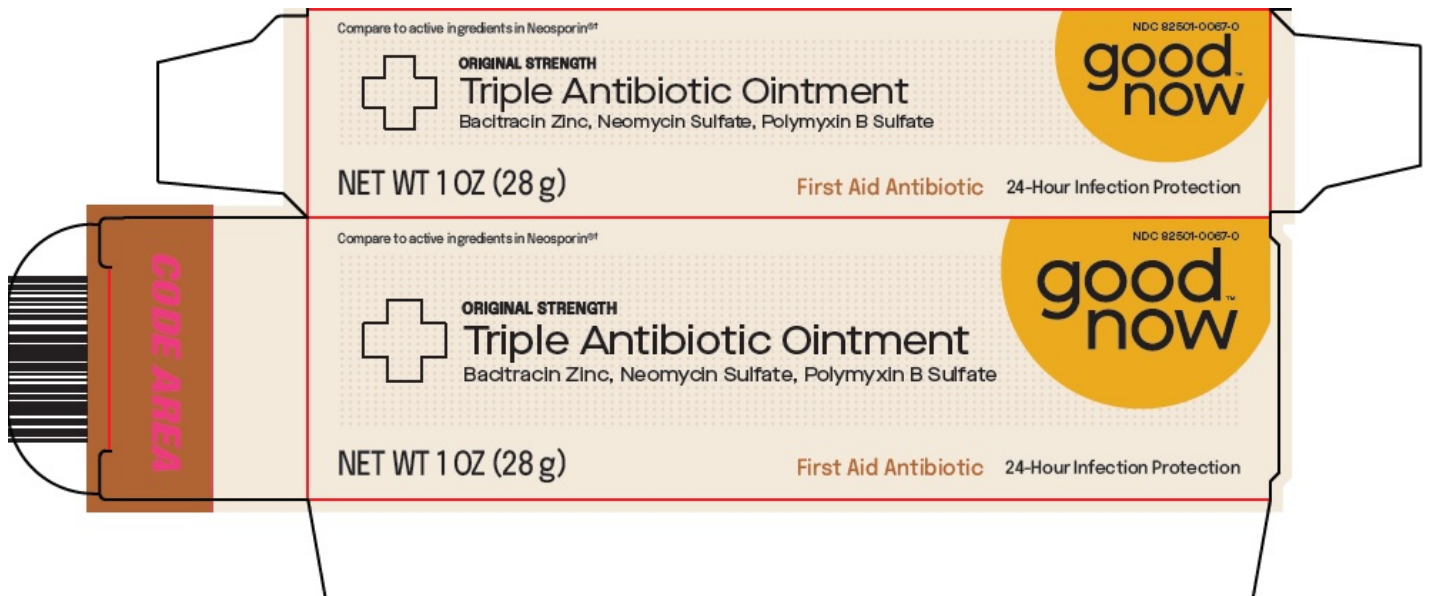 Compare to active ingredients in Neosporin®†
NDC 82501-0067-0
good
now™
ORIGINAL STRENGTH
Triple Antibiotic Ointment
Bacitracin Zinc, Neomycin Sulfate, Polymyxin B Sulfate
NET WT 1 OZ (28 g)
First Aid Antibiotic 24-Hour Infection Protection
CODE AREA
Compare to active ingredients in Neosporin®†
NDC 82501-0067-0
good
now™
ORIGINAL STRENGTH
Triple Antibiotic Ointment
Bacitracin Zinc, Neomycin Sulfate, Polymyxin B Sulfate
NET WT 1 OZ (28 g)
First Aid Antibiotic 24-Hour Infection Protection